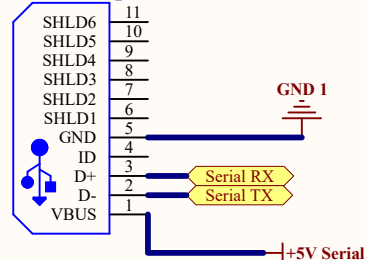 SHLD6 11
SHLD5 10
SHLD4 9
SHLD3 8
SHLD2 7
SHLD1 6
GND 5
ID 4
D+ 3
D- 2
VBUS 1
GND 1
Serial RX
Serial TX
+5V Serial